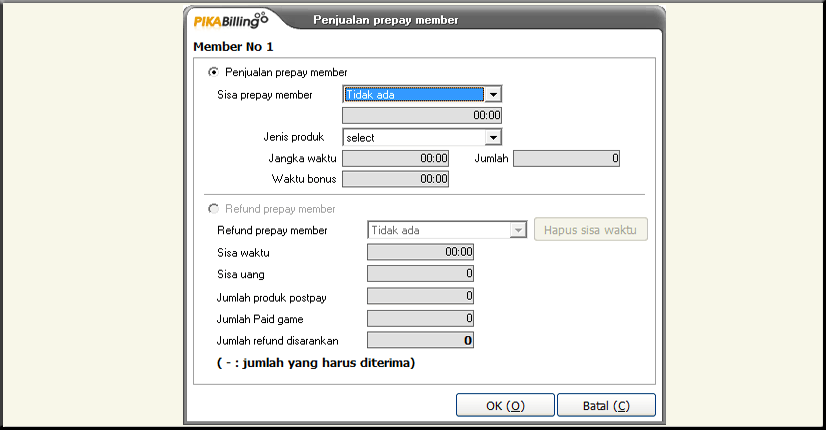 PIKABilling Penjualan prepay member
Member No 1
Penjualan prepay member
Sisa prepay member Tidak ada
00:00
Jenis produk select
Jangka waktu 00:00 Jumlah 0
Waktu bonus 00:00
Refund prepay member
Refund prepay member Tidak ada Hapus sisa waktu
Sisa waktu 00:00
Sisa uang 0
Jumlah produk postpay 0
Jumlah Paid game 0
Jumlah refund disarankan 0
( - : jumlah yang harus diterima)
OK (O) Batal (C)